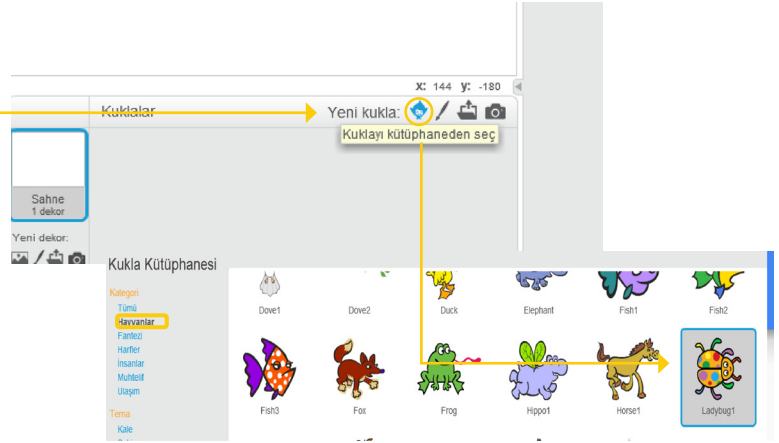 x: 144 y: -180
Kuklalar
Yeni kukla:
Kuklayı kütüphaneden seç
Sahne
1 dekor
Yeni dekor:
Kukla Kütüphanesi
Kategori
Tümü
Hayvanlar
Fantezi
Harfler
İnsanlar
Muhtelif
Ulaşım
Tema
Kale
Dove1
Dove2
Duck
Elephant
Fish1
Fish2
Fish3
Fox
Frog
Hippo1
Horse1
Ladybug1